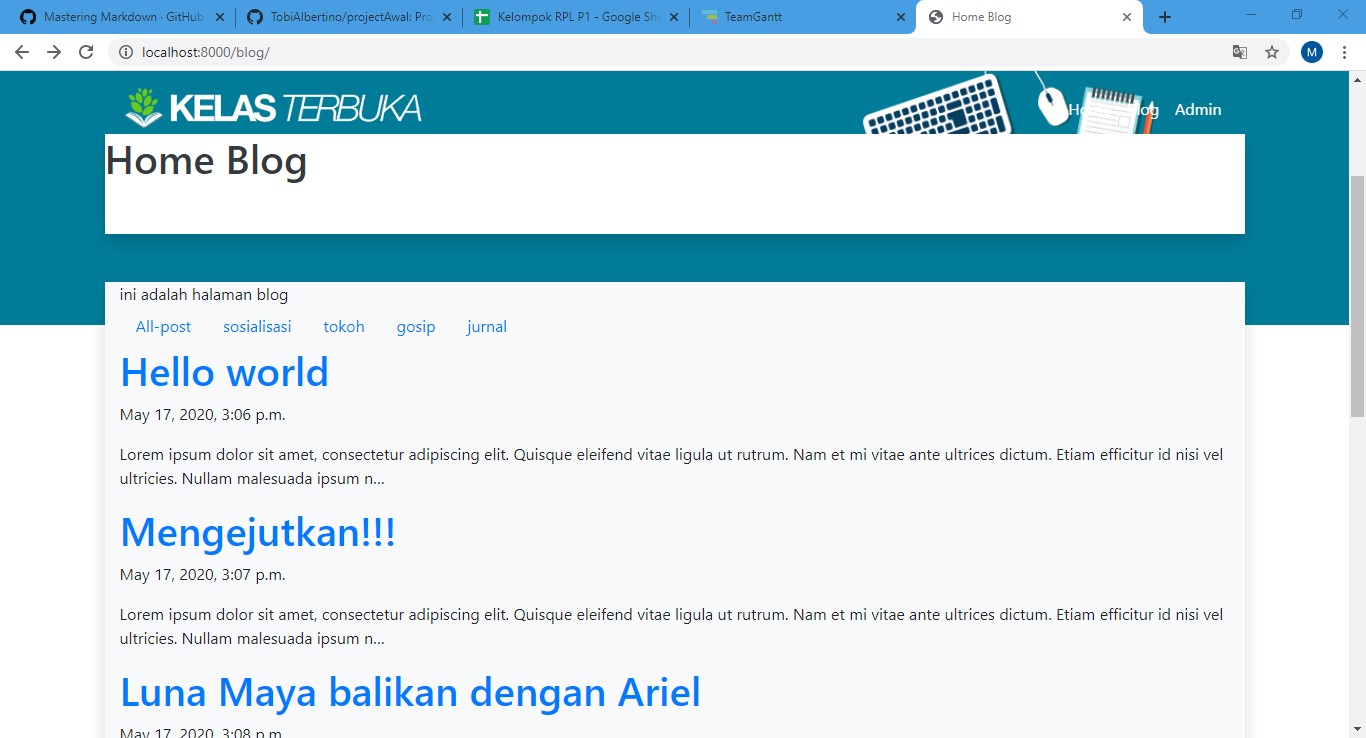 Mastering Markdown · GitHub
TobiAlbertino/projectAwal: Pro
Kelompok RPL P1 - Google She
TeamGantt
Home Blog
localhost:8000/blog/
M
KELAS TERBUKA
Admin
Home Blog
ini adalah halaman blog
All-post sosialisasi tokoh gosip jurnal
Hello world
May 17, 2020, 3:06 p.m.
Lorem ipsum dolor sit amet, consectetur adipiscing elit. Quisque eleifend vitae ligula ut rutrum. Nam et mi vitae ante ultrices dictum. Etiam efficitur id nisi vel
ultricies. Nullam malesuada ipsum n...
Mengejutkan!!!
May 17, 2020, 3:07 p.m.
Lorem ipsum dolor sit amet, consectetur adipiscing elit. Quisque eleifend vitae ligula ut rutrum. Nam et mi vitae ante ultrices dictum. Etiam efficitur id nisi vel
ultricies. Nullam malesuada ipsum n...
Luna Maya balikan dengan Ariel
May 17, 2020, 3:08 p.m.